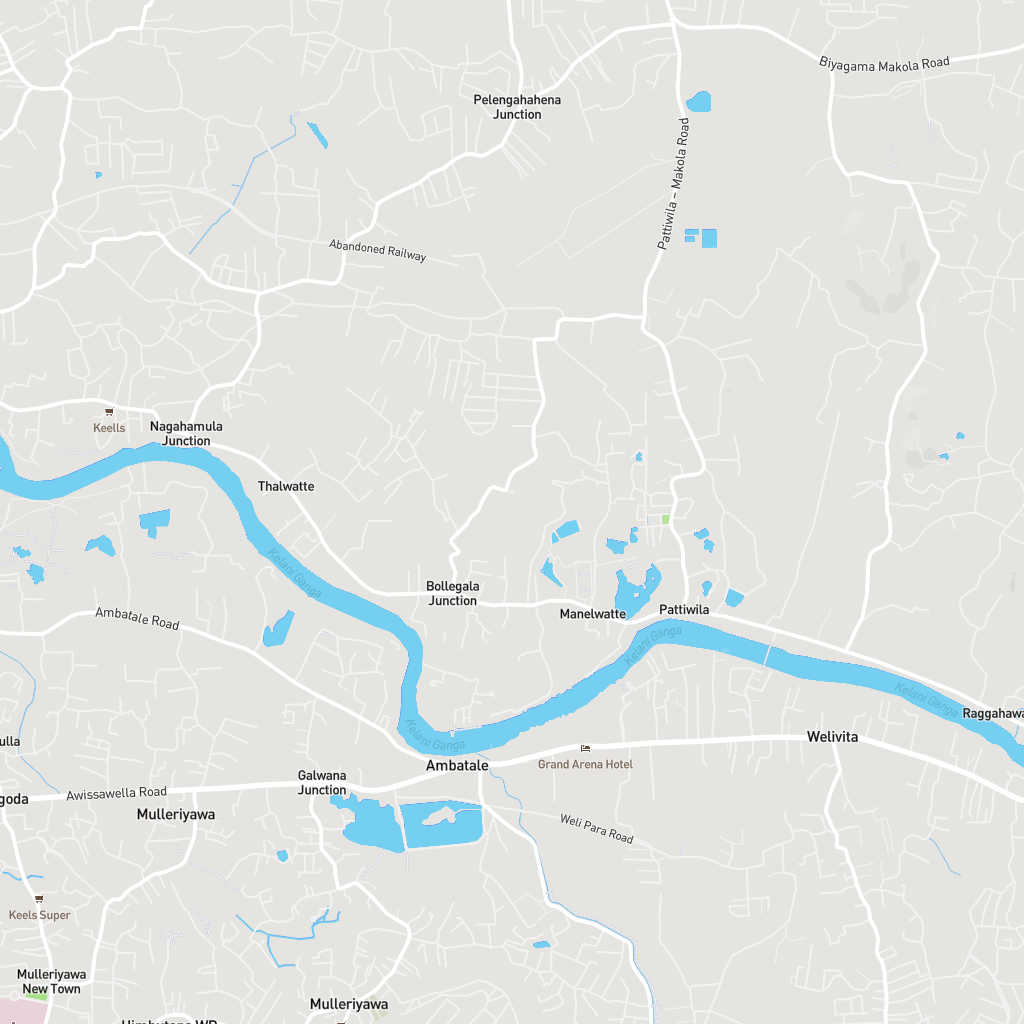 Biyagama Makola Road
Pelengahahena
Junction
Pattiwila – Makola Road
Abandoned Railway
Keells
Nagahamula
Junction
Thalwatte
Kelani Ganga
Bollegala
Junction
Manelwatte
Pattiwila
Ambatale Road
Kelani Ganga
Kelani Ganga
Raggahawa
Kelani Ganga
Welivita
ulla
Ambatale
Grand Arena Hotel
Galwana
Junction
goda
Awissawella Road
Mulleriyawa
Weli Para Road
Keels Super
Mulleriyawa
New Town
Mulleriyawa